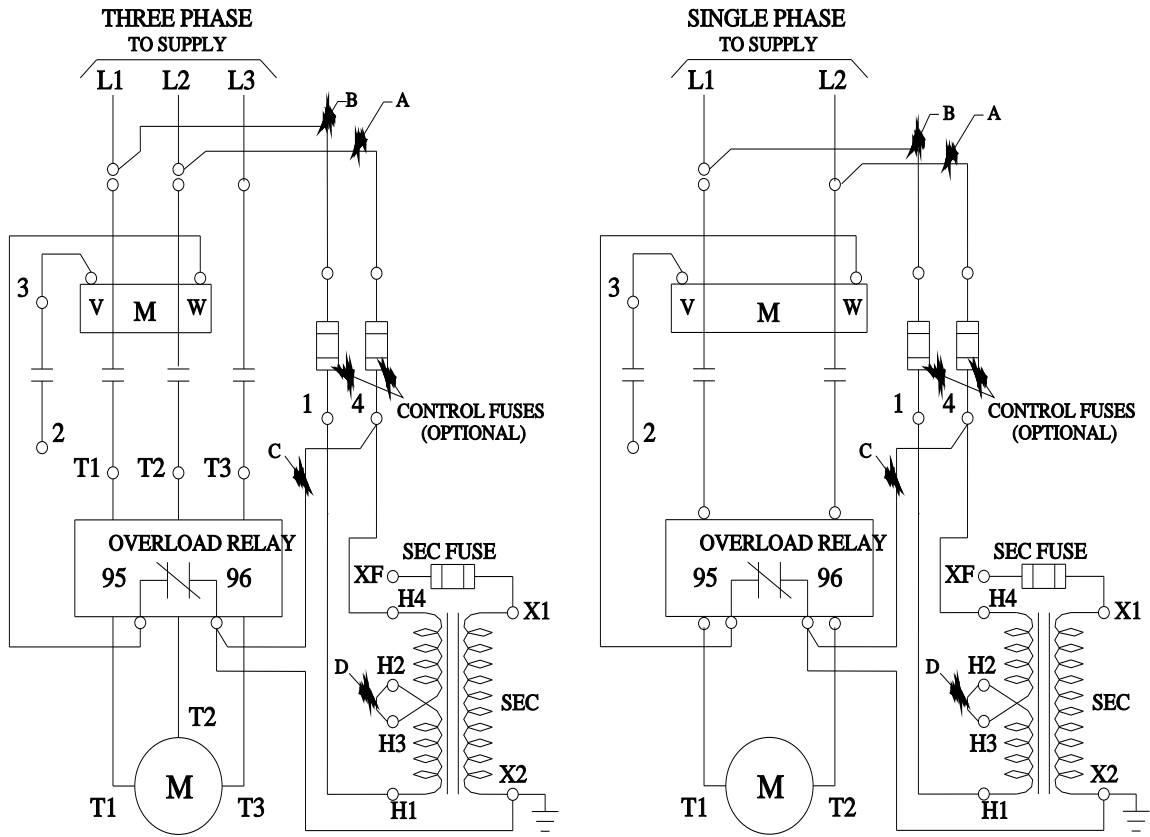 THREE PHASE
TO SUPPLY
L1 L2 L3
B A
3
V M W
1 4
CONTROL FUSES
(OPTIONAL)
2
C
T1 T2 T3
OVERLOAD RELAY
95 96
SEC FUSE
XF
H4 X1
D H2
SEC
H3
T2
X2
M
T1 T3
H1
SINGLE PHASE
TO SUPPLY
L1 L2
B A
3
V M W
1 4
CONTROL FUSES
(OPTIONAL)
2
C
OVERLOAD RELAY
95 96
SEC FUSE
XF
H4 X1
D H2
SEC
H3
X2
M
T1 T2
H1